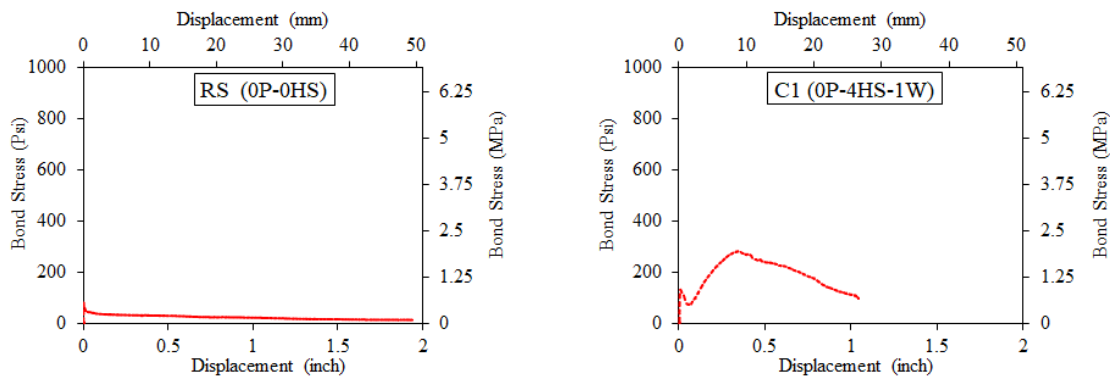 Displacement (mm)
0 10 20 30 40 50
RS (0P-0HS)
Bond Stress (Psi)
1000
800
600
400
200
0
6.25
5
3.75
2.5
1.25
0
Bond Stress (MPa)
0 0.5 1 1.5 2
Displacement (inch)
Displacement (mm)
0 10 20 30 40 50
C1 (0P-4HS-1W)
Bond Stress (Psi)
1000
800
600
400
200
0
6.25
5
3.75
2.5
1.25
0
Bond Stress (MPa)
0 0.5 1 1.5 2
Displacement (inch)